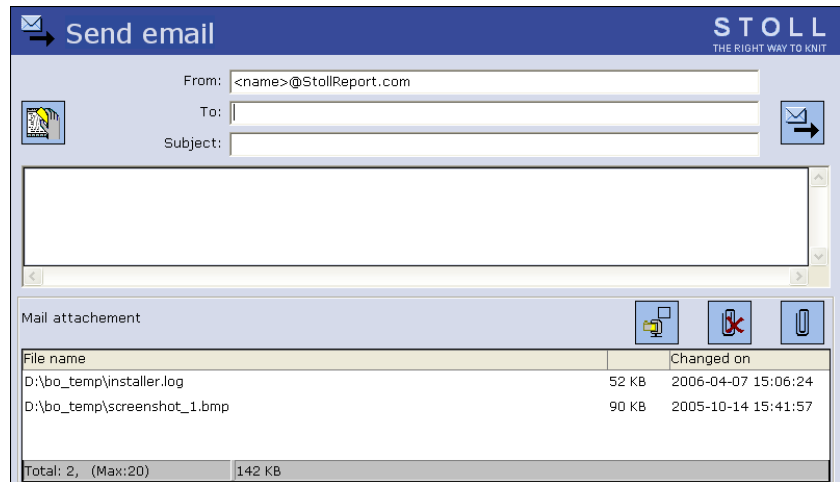 Send email
STOLL
THE RIGHT WAY TO KNIT
From: <name>@StollReport.com
To:
Subject:
Mail attachement
File name Changed on
D:\bo_temp\installer.log 52 KB 2006-04-07 15:06:24
D:\bo_temp\screenshot_1.bmp 90 KB 2005-10-14 15:41:57
Total: 2, (Max:20) 142 KB